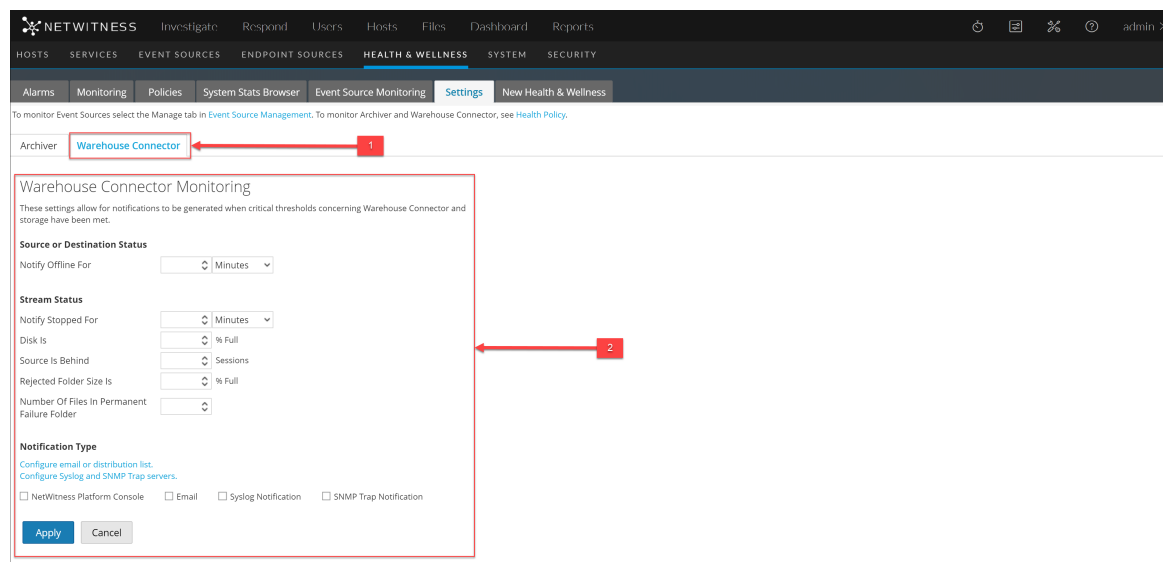 NETWITNESS Investigate Respond Users Hosts Files Dashboard Reports admin
HOSTS SERVICES EVENT SOURCES ENDPOINT SOURCES HEALTH & WELLNESS SYSTEM SECURITY
Alarms Monitoring Policies System Stats Browser Event Source Monitoring Settings New Health & Wellness
To monitor Event Sources select the Manage tab in Event Source Management. To monitor Archiver and Warehouse Connector, see Health Policy.
Archiver Warehouse Connector 1
Warehouse Connector Monitoring
These settings allow for notifications to be generated when critical thresholds concerning Warehouse Connector and
storage have been met.
Source or Destination Status
Notify Offline For Minutes
Stream Status
Notify Stopped For Minutes
Disk Is % Full
2
Source Is Behind Sessions
Rejected Folder Size Is % Full
Number Of Files In Permanent
Failure Folder
Notification Type
Configure email or distribution list.
Configure Syslog and SNMP Trap servers.
NetWitness Platform Console Email Syslog Notification SNMP Trap Notification
Apply Cancel